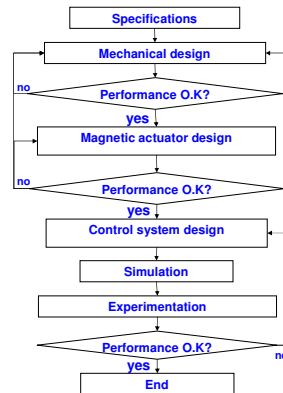 Specifications
Mechanical design
no
Performance O.K?
yes
Magnetic actuator design
no
Performance O.K?
yes
Control system design
Simulation
Experimentation
Performance O.K?
no
yes
End